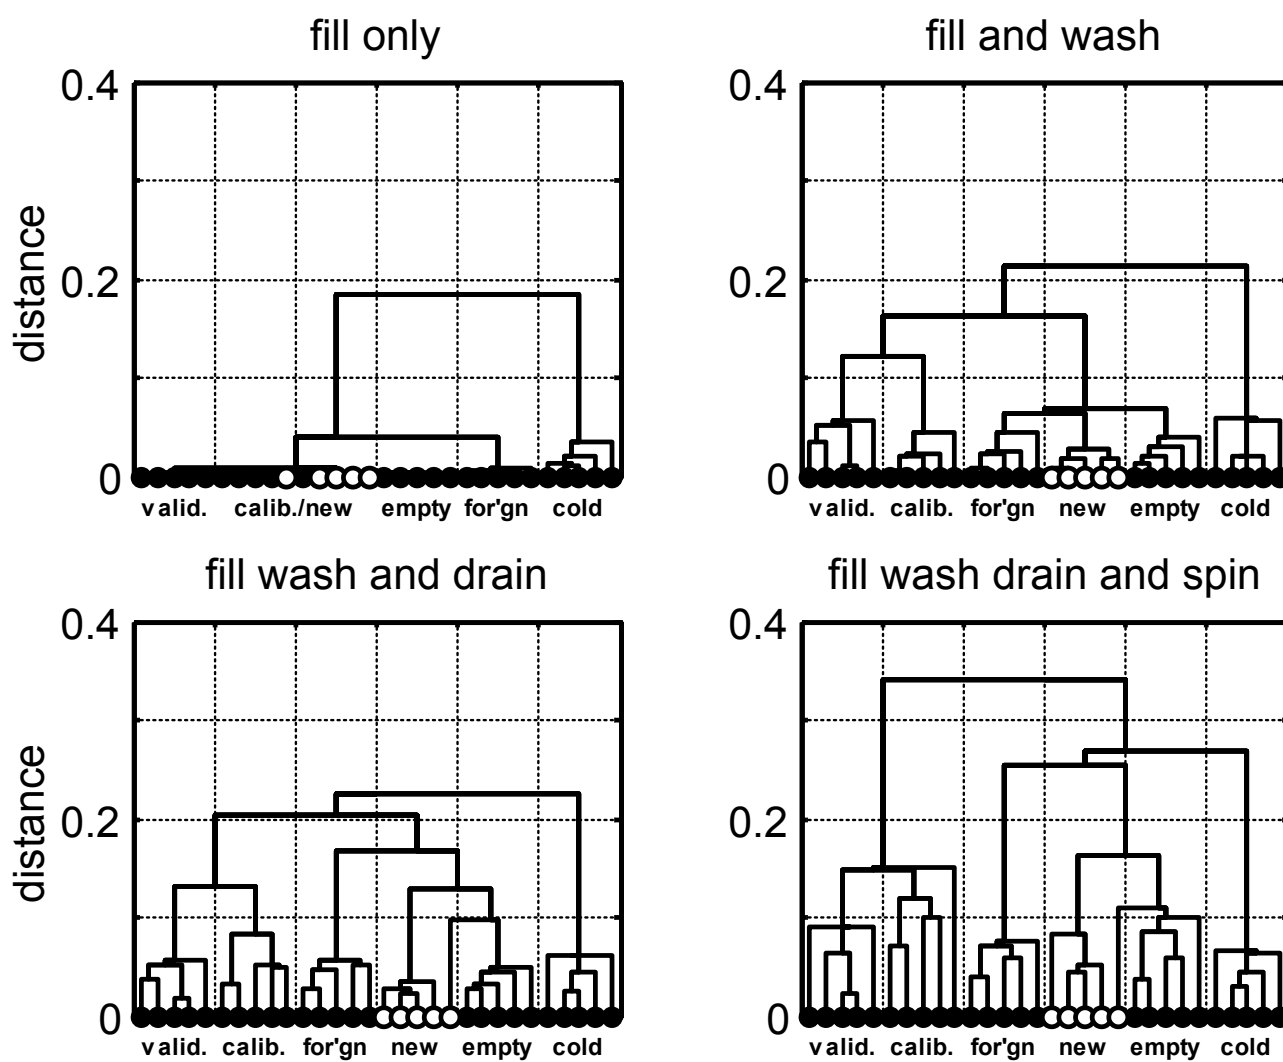 fill only
fill and wash
0.4
0.2
0
distance
valid. calib./new empty for'gn cold
0.4
0.2
0
valid. calib. for'gn new empty cold
fill wash and drain
fill wash drain and spin
0.4
0.2
0
distance
valid. calib. for'gn new empty cold
0.4
0.2
0
valid. calib. for'gn new empty cold